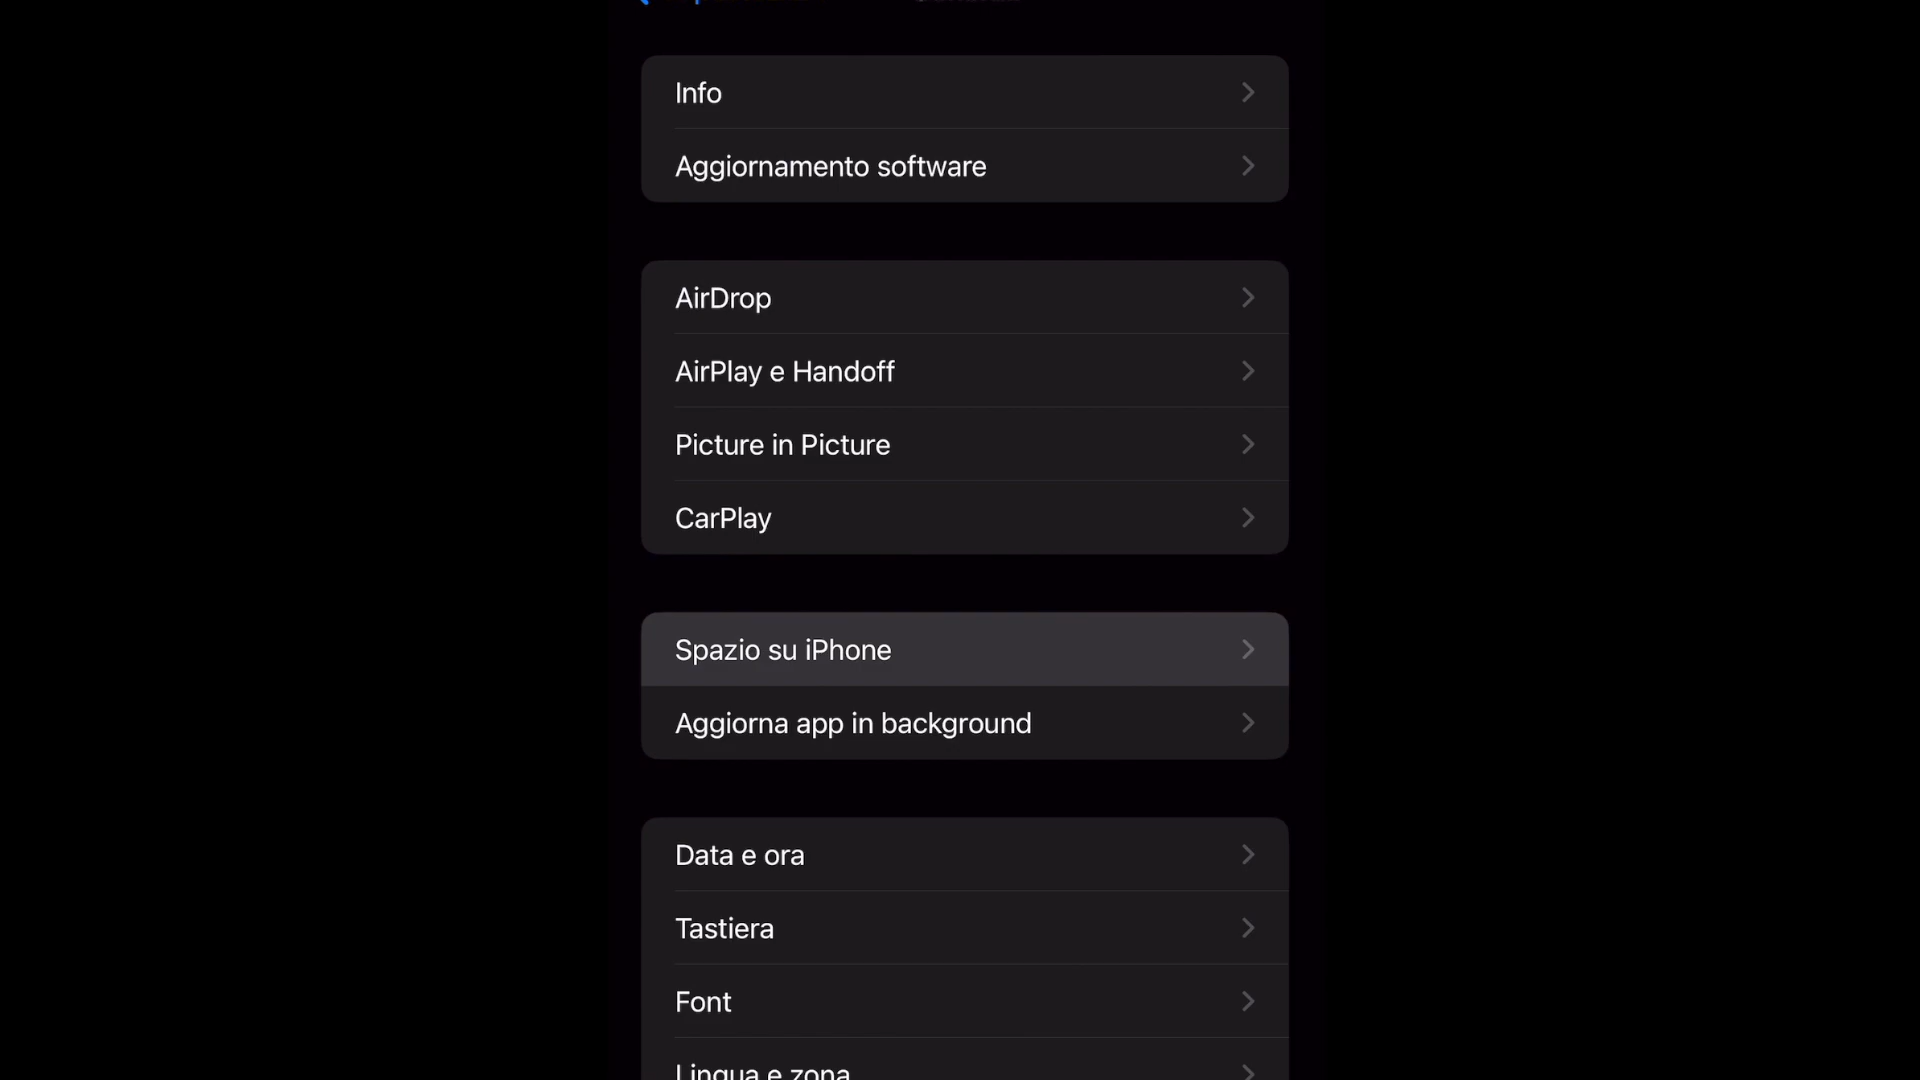 Info
Aggiornamento software
AirDrop
AirPlay e Handoff
Picture in Picture
CarPlay
Spazio su iPhone
Aggiorna app in background
Data e ora
Tastiera
Font
Lingua e zona